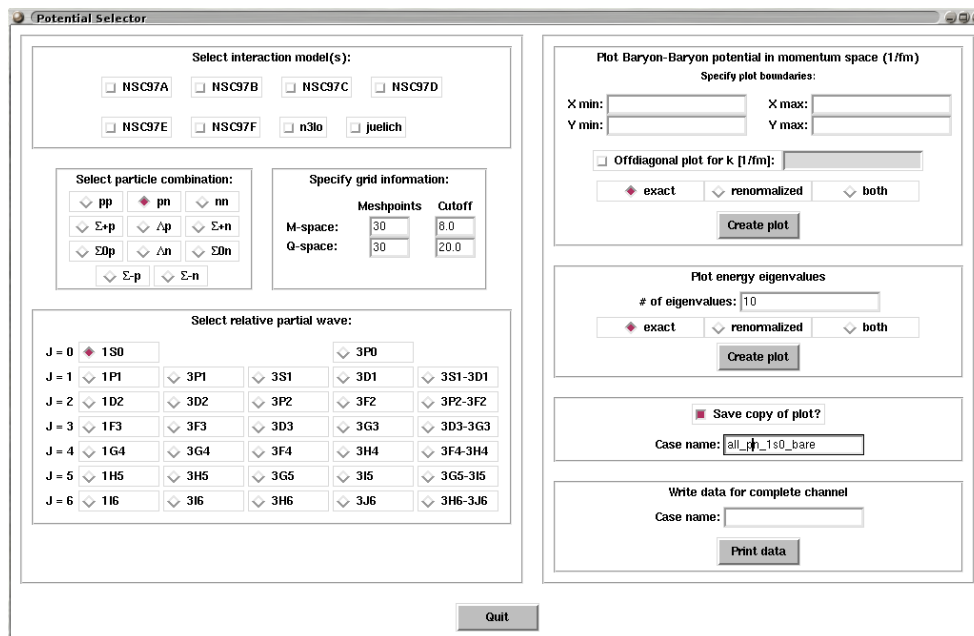 Potential Selector
Select interaction model(s):
NSC97A NSC97B NSC97C NSC97D
NSC97E NSC97F n3lo juelich
Select particle combination:
pp pn nn
Σ+p Λp Σ+n
Σ0p Λn Σ0n
Σ-p Σ-n
Specify grid information:
Meshpoints Cutoff
M-space: 30 8.0
Q-space: 30 20.0
Select relative partial wave:
J = 0 1S0 3P0
J = 1 1P1 3P1 3S1 3D1 3S1-3D1
J = 2 1D2 3D2 3P2 3F2 3P2-3F2
J = 3 1F3 3F3 3D3 3G3 3D3-3G3
J = 4 1G4 3G4 3F4 3H4 3F4-3H4
J = 5 1H5 3H5 3G5 3I5 3G5-3I5
J = 6 1I6 3I6 3H6 3J6 3H6-3J6
Plot Baryon-Baryon potential in momentum space (1/fm)
Specify plot boundaries:
X min: X max:
Y min: Y max:
Offdiagonal plot for k [1/fm]:
exact renormalized both
Create plot
Plot energy eigenvalues
# of eigenvalues: 10
exact renormalized both
Create plot
Save copy of plot?
Case name: all_pn_1s0_bare
Write data for complete channel
Case name:
Print data
Quit